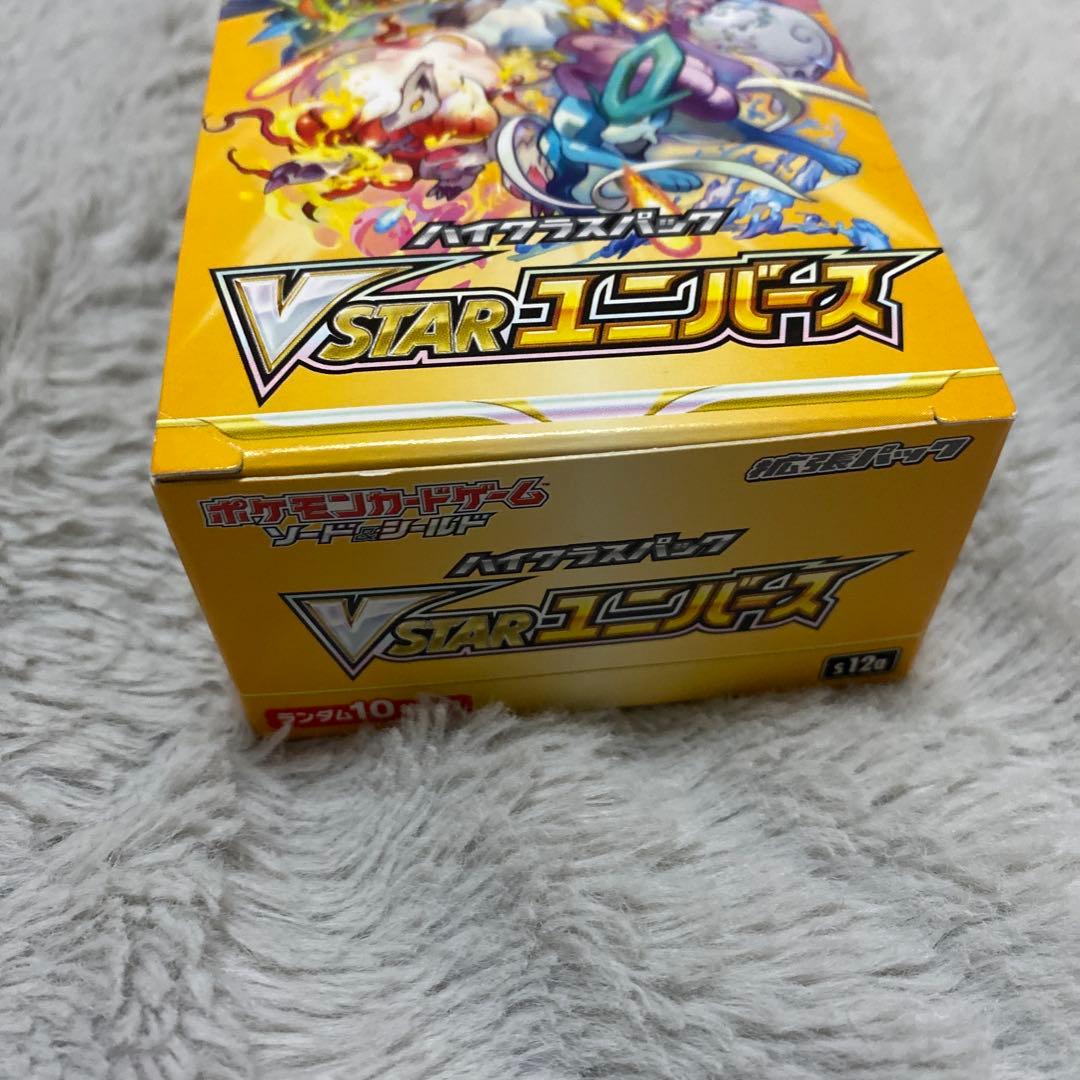 ハイクラスパック
VSTARユニバース
ポケモンカードゲーム
ソード&シールド
拡張パック
ハイクラスパック
VSTARユニバース
s12a
ランダム10